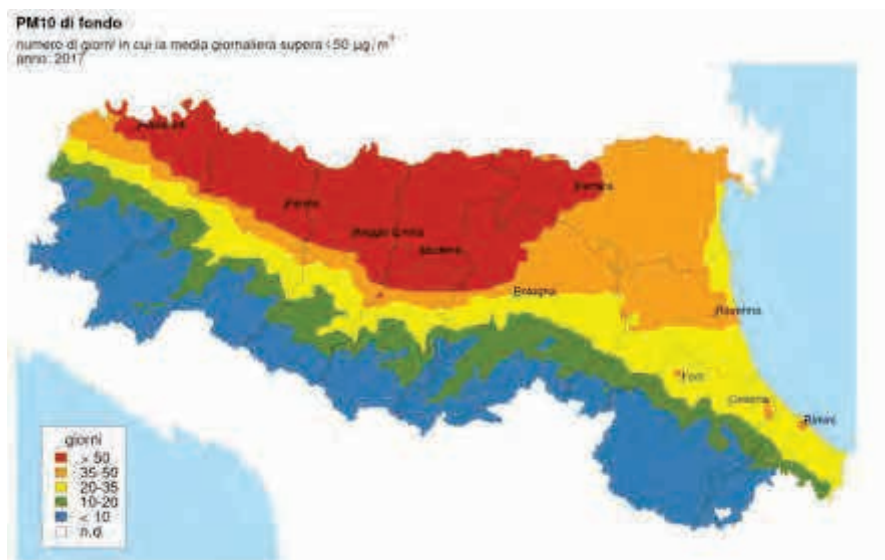 PM10 di fondo
numero di giorni in cui la media giornaliera supera i 50 µg/m³
anno: 2017
Piacenza
Ferrara
Parma
Reggio Emilia
Modena
Bologna
Ravenna
Forlì
Cesena
Rimini
giorni
> 50
35-50
20-35
10-20
< 10
n.d.